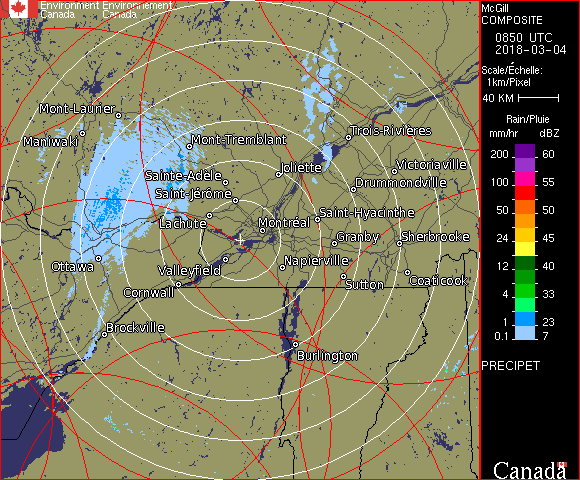 Environment Environnement
Canada Canada
McGill
COMPOSITE
0850 UTC
2018-03-04
Scale/Échelle:
1km/Pixel
40 KM
Rain/Pluie
mm/hr dBZ
200 60
100 55
50 50
24 45
12 40
4 33
1 23
0.1 7
PRECIPET
Canada
Mont-Laurier
Maniwaki
Mont-Tremblant
Trois-Rivières
Joliette
Victoriaville
Sainte-Adèle
Drummondville
Saint-Jérôme
Saint-Hyacinthe
Lachute
Montréal
Granby
Sherbrooke
Ottawa
Valleyfield
Napierville
Sutton
Coaticook
Cornwall
Brockville
Burlington